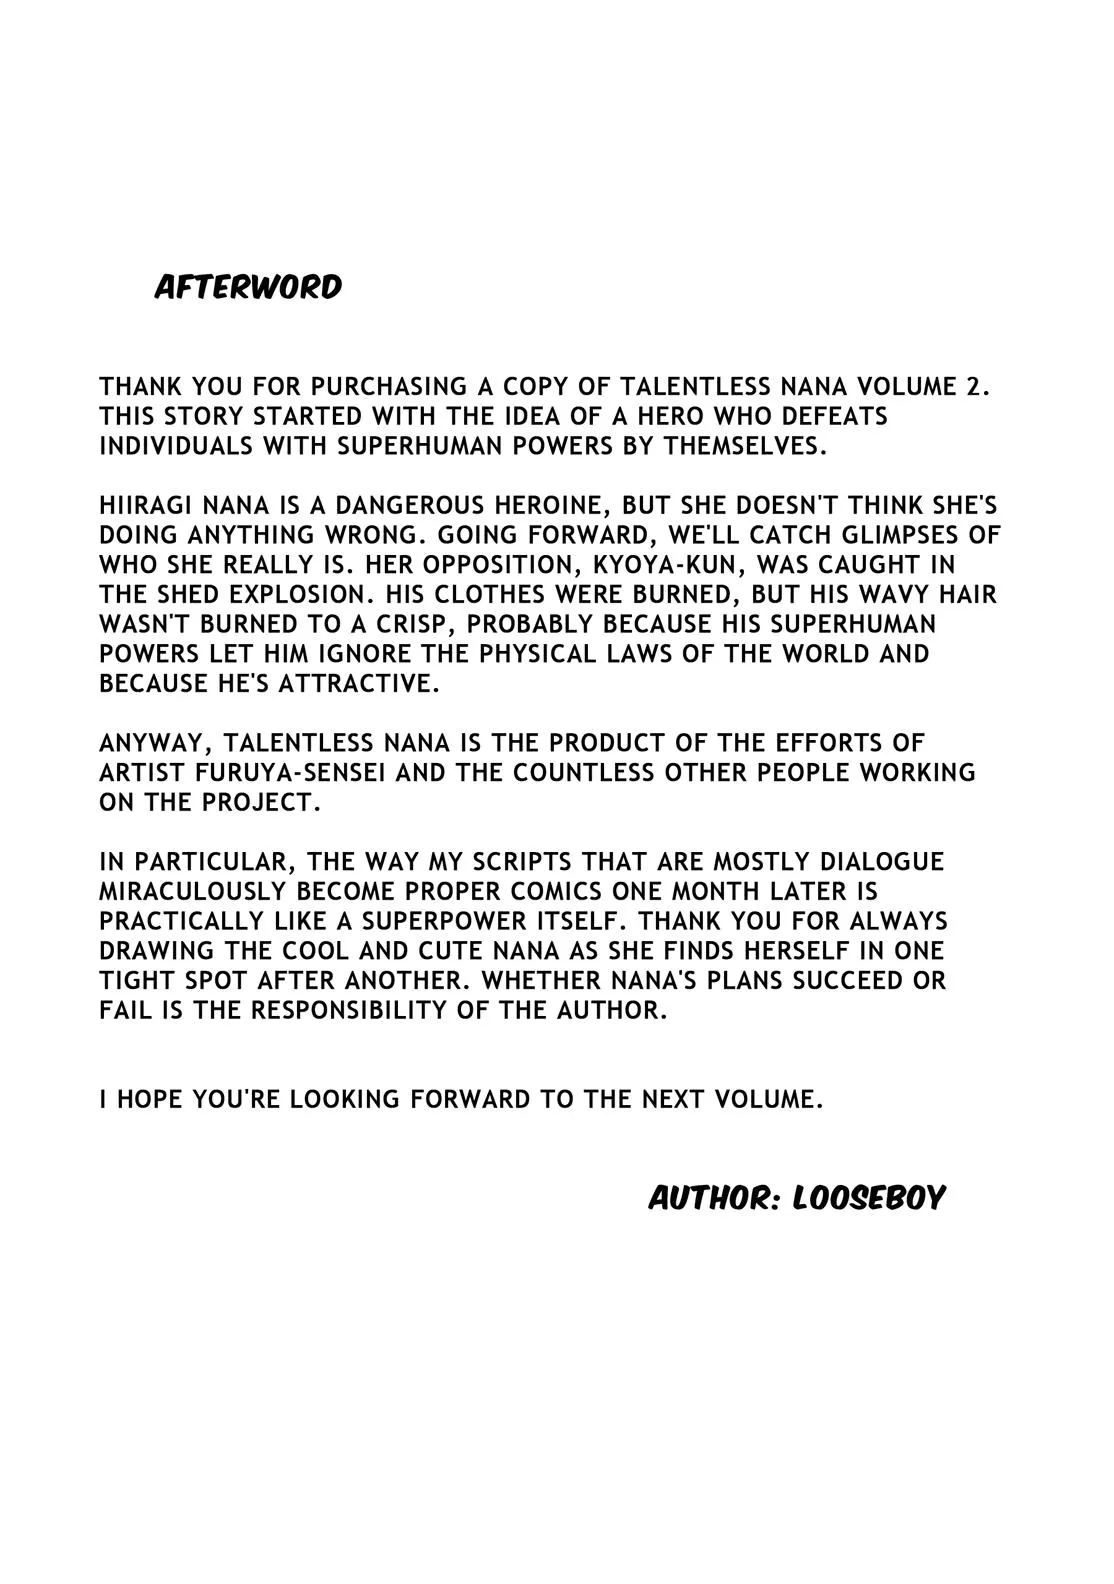 AFTERWORD
THANK YOU FOR PURCHASING A COPY OF TALENTLESS NANA VOLUME 2.
THIS STORY STARTED WITH THE IDEA OF A HERO WHO DEFEATS
INDIVIDUALS WITH SUPERHUMAN POWERS BY THEMSELVES.
HIIRAGI NANA IS A DANGEROUS HEROINE, BUT SHE DOESN'T THINK SHE'S
DOING ANYTHING WRONG. GOING FORWARD, WE'LL CATCH GLIMPSES OF
WHO SHE REALLY IS. HER OPPOSITION, KYOYA-KUN, WAS CAUGHT IN
THE SHED EXPLOSION. HIS CLOTHES WERE BURNED, BUT HIS WAVY HAIR
WASN'T BURNED TO A CRISP, PROBABLY BECAUSE HIS SUPERHUMAN
POWERS LET HIM IGNORE THE PHYSICAL LAWS OF THE WORLD AND
BECAUSE HE'S ATTRACTIVE.
ANYWAY, TALENTLESS NANA IS THE PRODUCT OF THE EFFORTS OF
ARTIST FURUYA-SENSEI AND THE COUNTLESS OTHER PEOPLE WORKING
ON THE PROJECT.
IN PARTICULAR, THE WAY MY SCRIPTS THAT ARE MOSTLY DIALOGUE
MIRACULOUSLY BECOME PROPER COMICS ONE MONTH LATER IS
PRACTICALLY LIKE A SUPERPOWER ITSELF. THANK YOU FOR ALWAYS
DRAWING THE COOL AND CUTE NANA AS SHE FINDS HERSELF IN ONE
TIGHT SPOT AFTER ANOTHER. WHETHER NANA'S PLANS SUCCEED OR
FAIL IS THE RESPONSIBILITY OF THE AUTHOR.
I HOPE YOU'RE LOOKING FORWARD TO THE NEXT VOLUME.
AUTHOR: LOOSEBOY